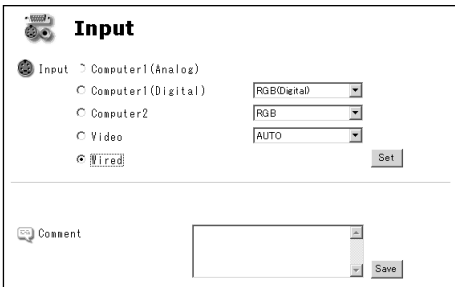 Input
Input Computer1(Analog)
Computer1(Digital) RGB(Digital)
Computer2 RGB
Video AUTO
Wired
Set
Comment
Save